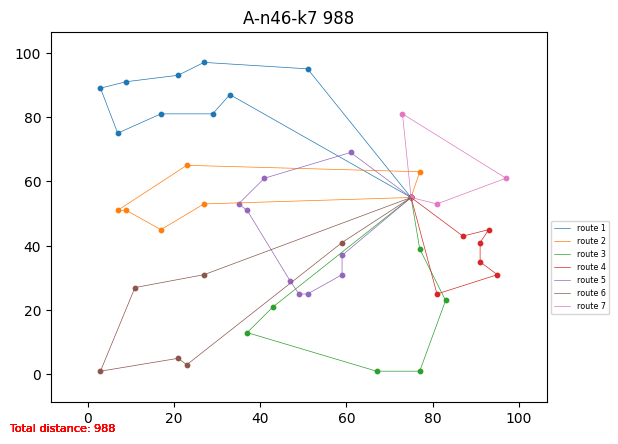 A-n46-k7 988
100
80
60
40
20
0
0 20 40 60 80 100
route 1
route 2
route 3
route 4
route 5
route 6
route 7
Total distance: 988